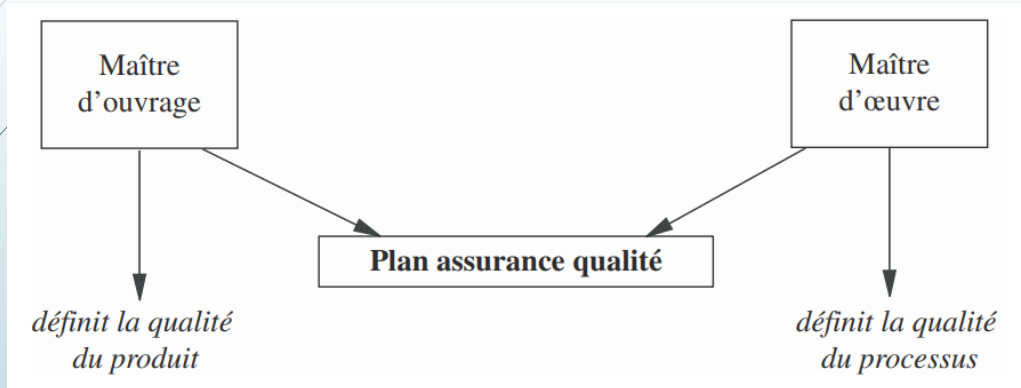 Maître
d'ouvrage
Maître
d'œuvre
Plan assurance qualité
définit la qualité
du produit
définit la qualité
du processus